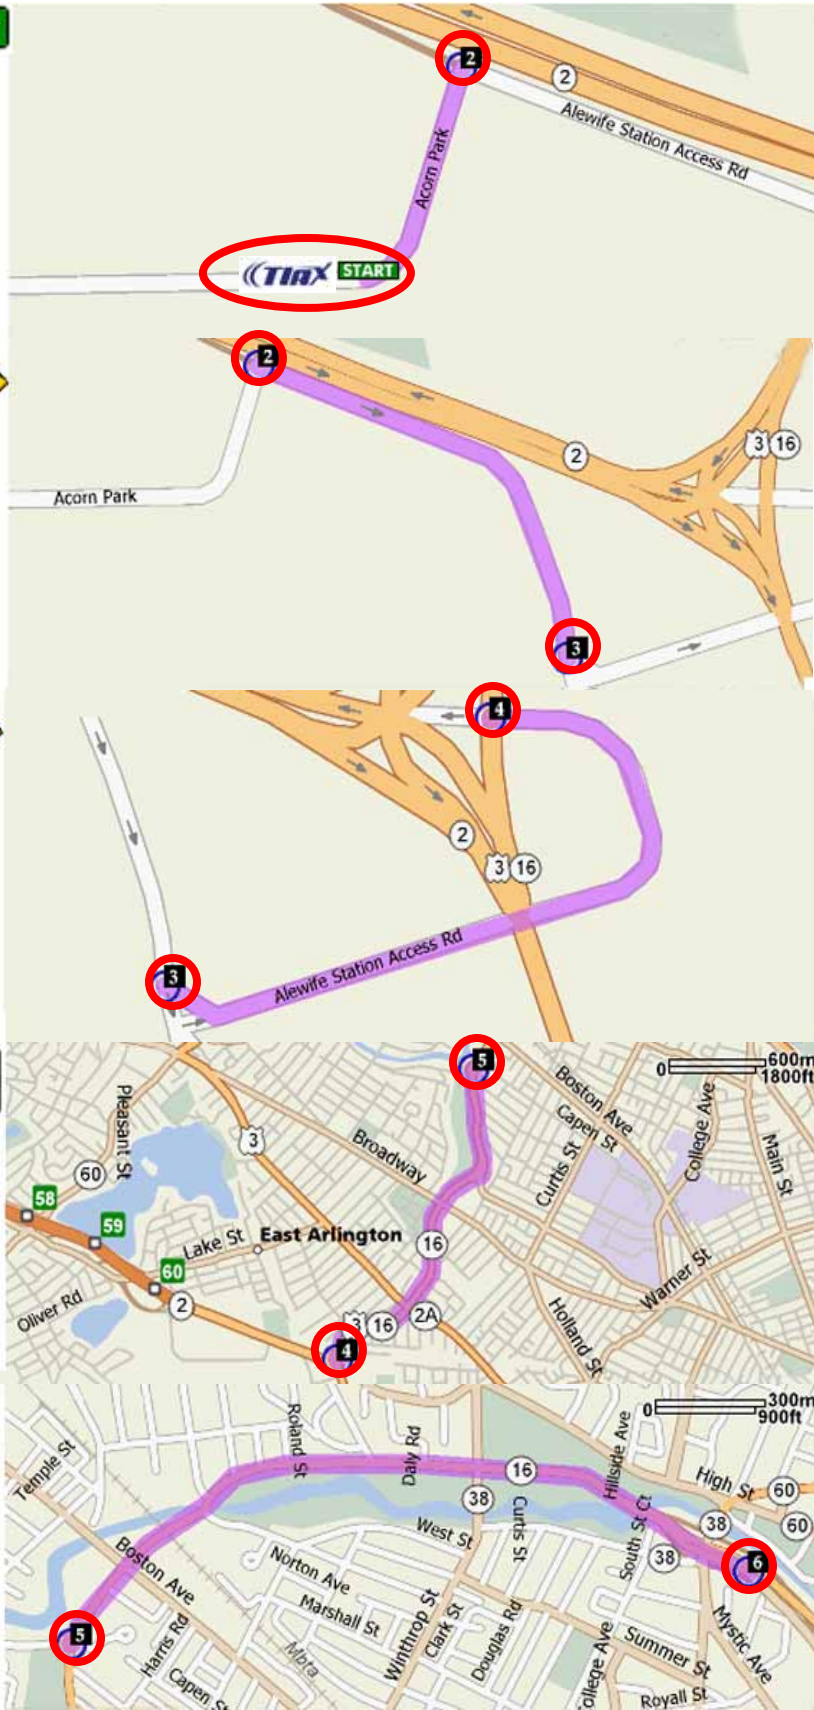 2
2
Alewife Station Access Rd
Acorn Park
TIAX START
2
3 16
2
Acorn Park
3
4
2
3 16
Alewife Station Access Rd
3
5
600m
0
1800ft
Boston Ave
Pleasant St
Capen St
College Ave
3
Broadway
Curtis St
Main St
60
58
59
Lake St
East Arlington
16
60
Warner St
2
Oliver Rd
3 16
2A
Holland St
4
300m
0
900ft
Roland St
Hillside Ave
Daly Rd
Temple St
16
High St
60
38
Curtis St
38
60
West St
South St Ct
Boston Ave
38
6
Norton Ave
Marshall St
Winthrop St
Clark St
Douglas Rd
Mystic Ave
5
Harris Rd
Mbta
Summer St
ollege Ave
Capen St
Royall St